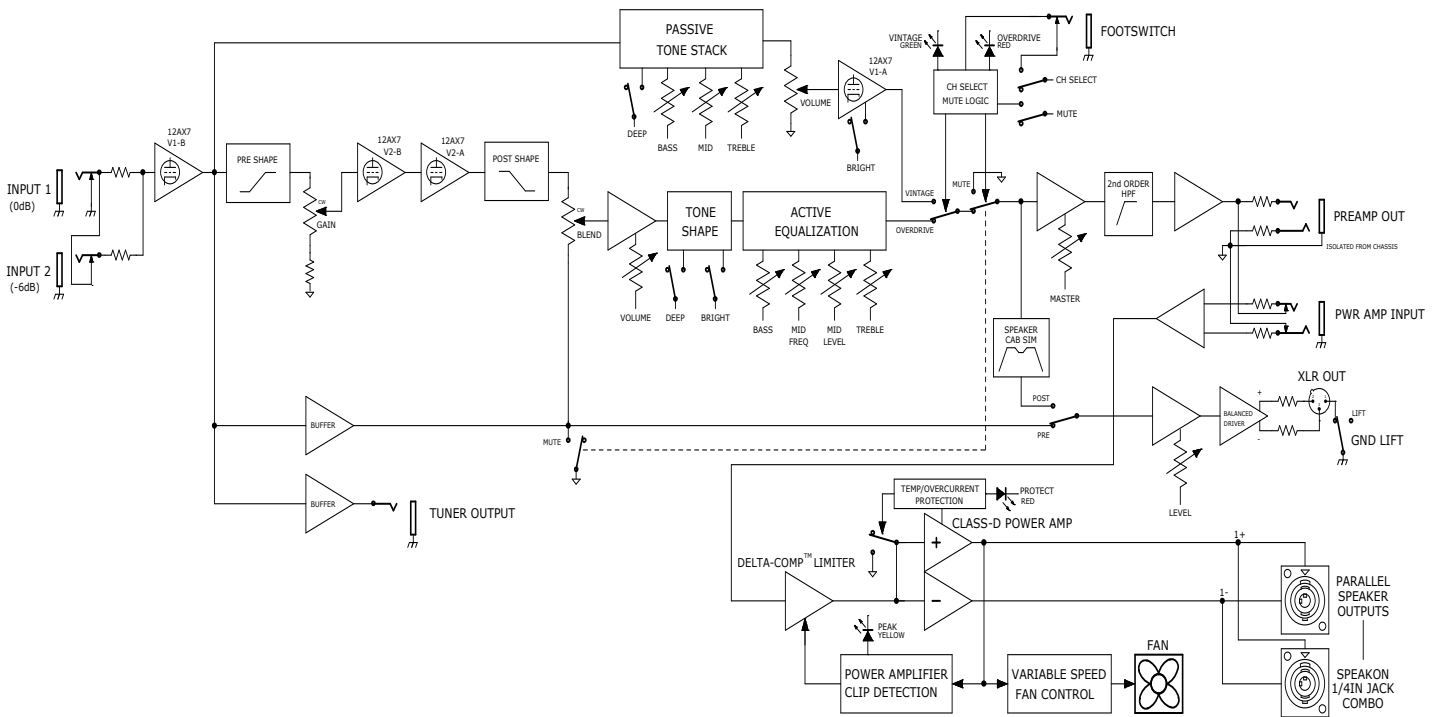 PASSIVE
TONE STACK
DEEP
BASS
MID
TREBLE
VOLUME
12AX7
V1-A
BRIGHT
VINTAGE
GREEN
OVERDRIVE
RED
FOOTSWITCH
CH SELECT
MUTE LOGIC
CH SELECT
MUTE
INPUT 1
(0dB)
INPUT 2
(-6dB)
12AX7
V1-B
PRE SHAPE
CW
GAIN
12AX7
V2-B
12AX7
V2-A
POST SHAPE
CW
BLEND
VOLUME
TONE
SHAPE
DEEP
BRIGHT
ACTIVE
EQUALIZATION
BASS
MID
FREQ
MID
LEVEL
TREBLE
VINTAGE
OVERDRIVE
MUTE
MASTER
2nd ORDER
HPF
PREAMP OUT
ISOLATED FROM CHASSIS
PWR AMP INPUT
SPEAKER
CAB SIM
POST
PRE
BUFFER
MUTE
LEVEL
BALANCED
DRIVER
+
-
XLR OUT
LIFT
GND LIFT
BUFFER
TUNER OUTPUT
TEMP/OVERCURRENT
PROTECTION
PROTECT
RED
CLASS-D POWER AMP
+
-
DELTA-COMP™ LIMITER
PEAK
YELLOW
POWER AMPLIFIER
CLIP DETECTION
VARIABLE SPEED
FAN CONTROL
FAN
1+
1-
PARALLEL
SPEAKER
OUTPUTS
SPEAKON
1/4IN JACK
COMBO